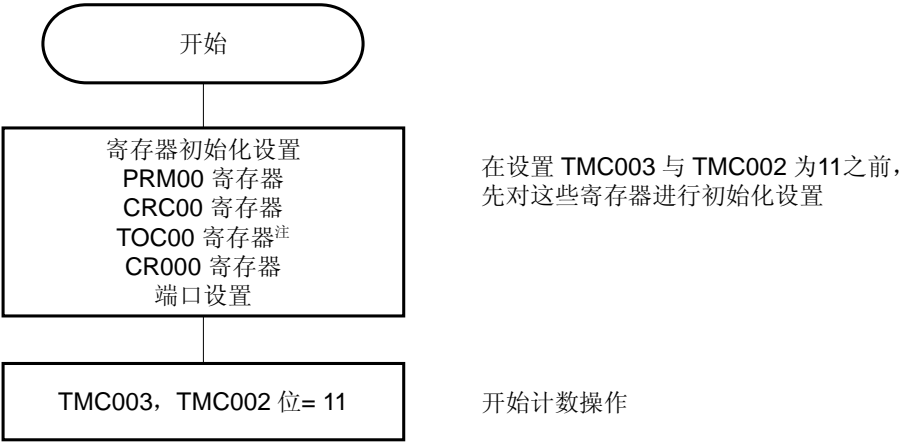 开始
寄存器初始化设置
PRM00 寄存器
CRC00 寄存器
TOC00 寄存器注
CR000 寄存器
端口设置
在设置 TMC003 与 TMC002 为11之前，
先对这些寄存器进行初始化设置
TMC003，TMC002 位= 11
开始计数操作